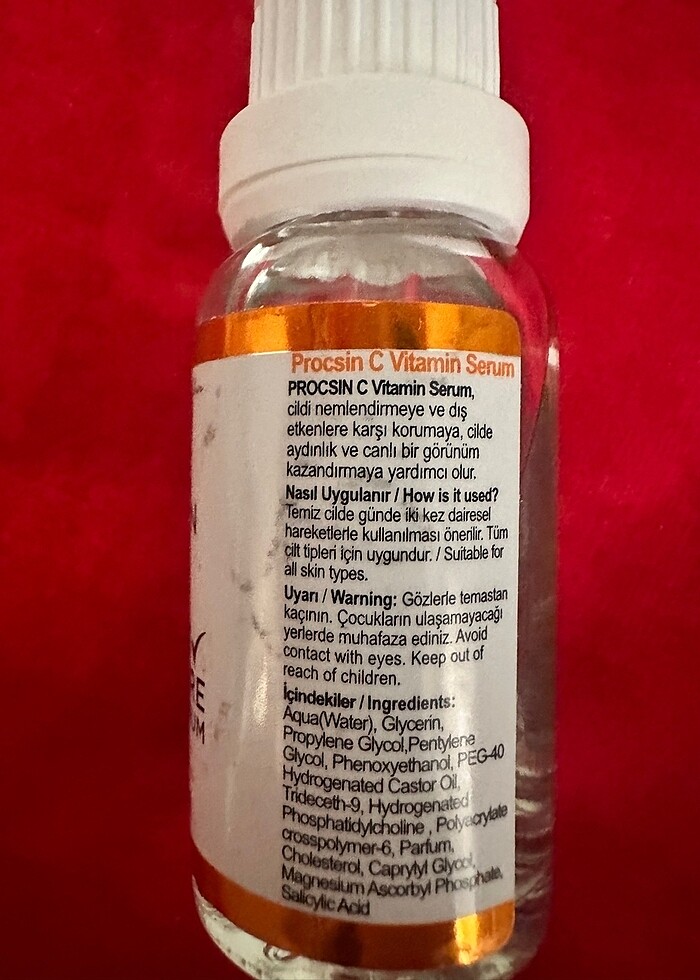 Procsin C Vitamin Serum
PROCSIN C Vitamin Serum,
cildi nemlendirmeye ve dış
etkenlere karşı korumaya, cilde
aydınlık ve canlı bir görünüm
kazandırmaya yardımcı olur.
Nasıl Uygulanır / How is it used?
Temiz cilde günde iki kez dairesel
hareketlerle kullanılması önerilir. Tüm
cilt tipleri için uygundur. / Suitable for
all skin types.
Uyarı / Warning: Gözlerle temastan
kaçının. Çocukların ulaşamayacağı
yerlerde muhafaza ediniz. Avoid
contact with eyes. Keep out of
reach of children.
İçindekiler / Ingredients:
Aqua(Water), Glycerin,
Propylene Glycol,Pentylene
Glycol, Phenoxyethanol, PEG-40
Hydrogenated Castor Oil,
Trideceth-9, Hydrogenated
Phosphatidylcholine , Polyacrylate
crosspolymer-6, Parfum,
Cholesterol, Caprylyl Glycol,
Magnesium Ascorbyl Phosphate,
Salicylic Acid